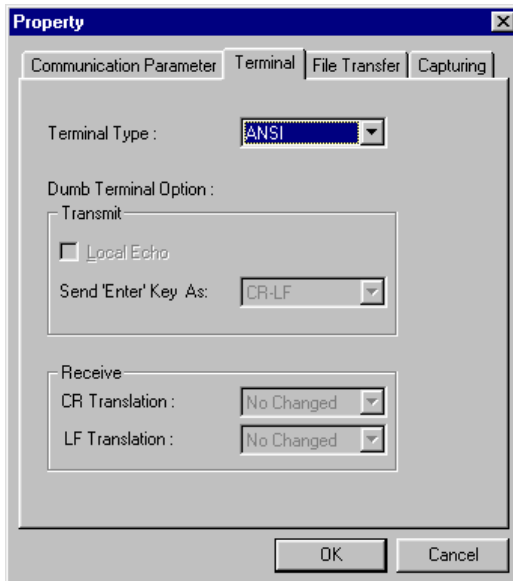 Property
Communication Parameter Terminal File Transfer Capturing
Terminal Type : ANSI
Dumb Terminal Option :
Transmit
Local Echo
Send 'Enter' Key As: CR-LF
Receive
CR Translation : No Changed
LF Translation : No Changed
OK Cancel